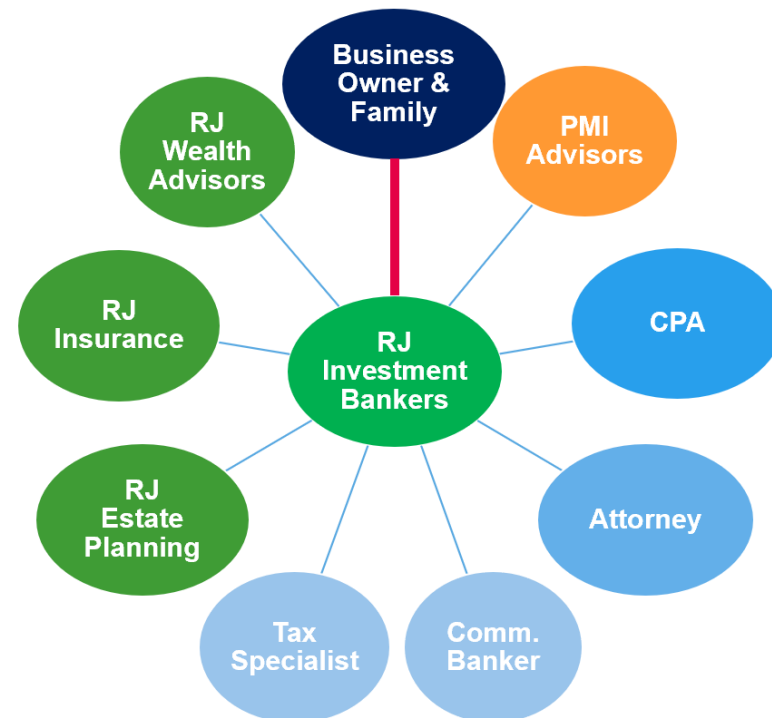 Business
Owner &
Family
PMI
Advisors
CPA
Attorney
Comm.
Banker
Tax
Specialist
RJ
Estate
Planning
RJ
Insurance
RJ
Wealth
Advisors
RJ
Investment
Bankers